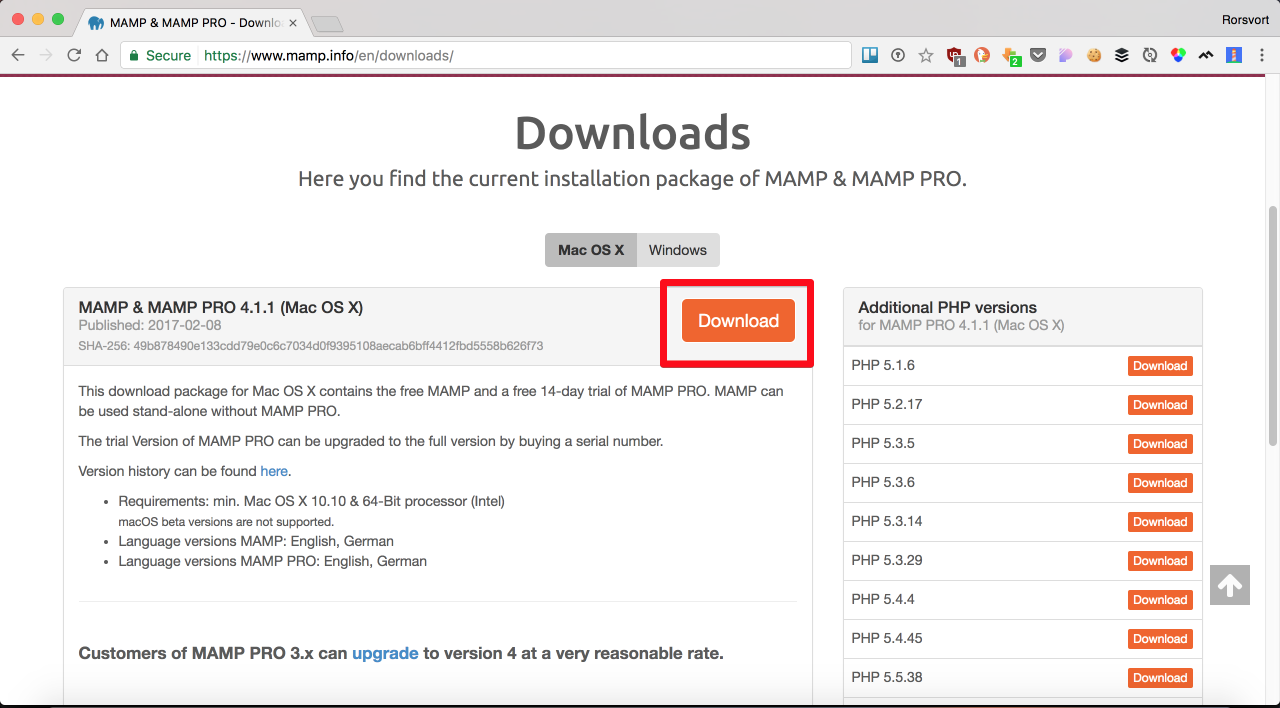 MAMP & MAMP PRO - Downlo
Rorsvort
Secure https://www.mamp.info/en/downloads/
1
2
Downloads
Here you find the current installation package of MAMP & MAMP PRO.
Mac OS X Windows
MAMP & MAMP PRO 4.1.1 (Mac OS X)
Published: 2017-02-08
SHA-256: 49b878490e133cdd79e0c6c7034d0f9395108aecab6bff4412fbd5558b626f73
Download
This download package for Mac OS X contains the free MAMP and a free 14-day trial of MAMP PRO. MAMP can
be used stand-alone without MAMP PRO.
The trial Version of MAMP PRO can be upgraded to the full version by buying a serial number.
Version history can be found here.
• Requirements: min. Mac OS X 10.10 & 64-Bit processor (Intel)
macOS beta versions are not supported.
• Language versions MAMP: English, German
• Language versions MAMP PRO: English, German
Customers of MAMP PRO 3.x can upgrade to version 4 at a very reasonable rate.
Additional PHP versions
for MAMP PRO 4.1.1 (Mac OS X)
PHP 5.1.6 Download
PHP 5.2.17 Download
PHP 5.3.5 Download
PHP 5.3.6 Download
PHP 5.3.14 Download
PHP 5.3.29 Download
PHP 5.4.4 Download
PHP 5.4.45 Download
PHP 5.5.38 Download